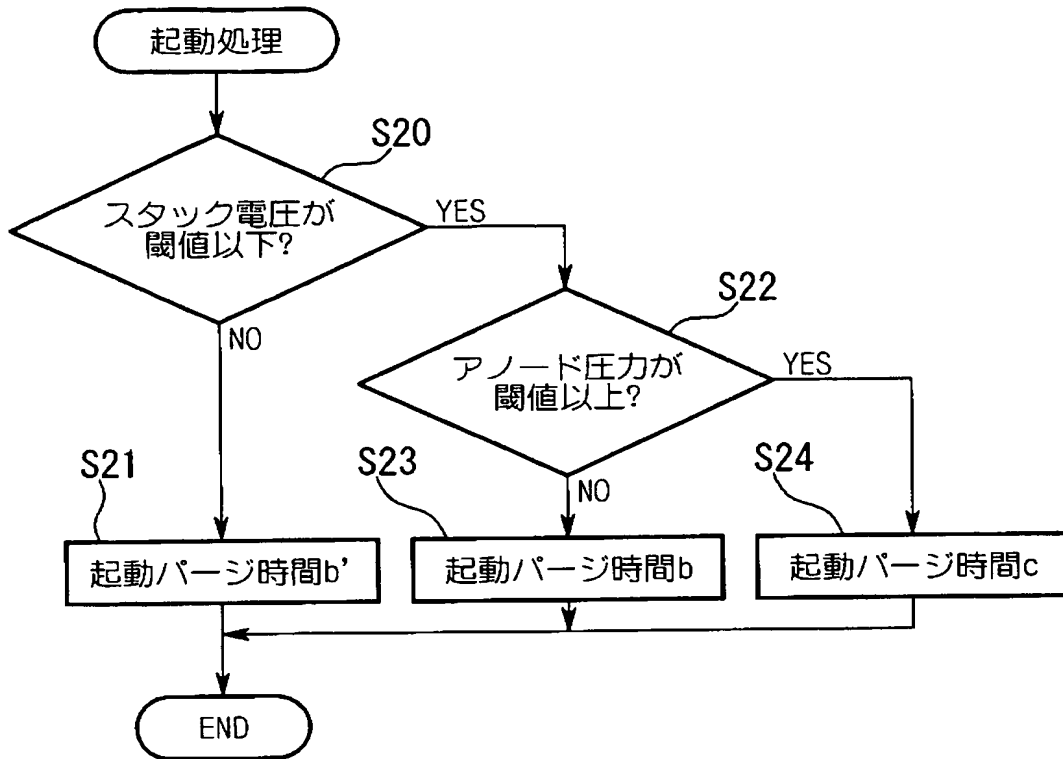 起動処理
S20
スタック電圧が
閾値以下?
YES
NO
S22
アノード圧力が
閾値以上?
YES
NO
S21
起動パージ時間b'
S23
起動パージ時間b
S24
起動パージ時間c
END